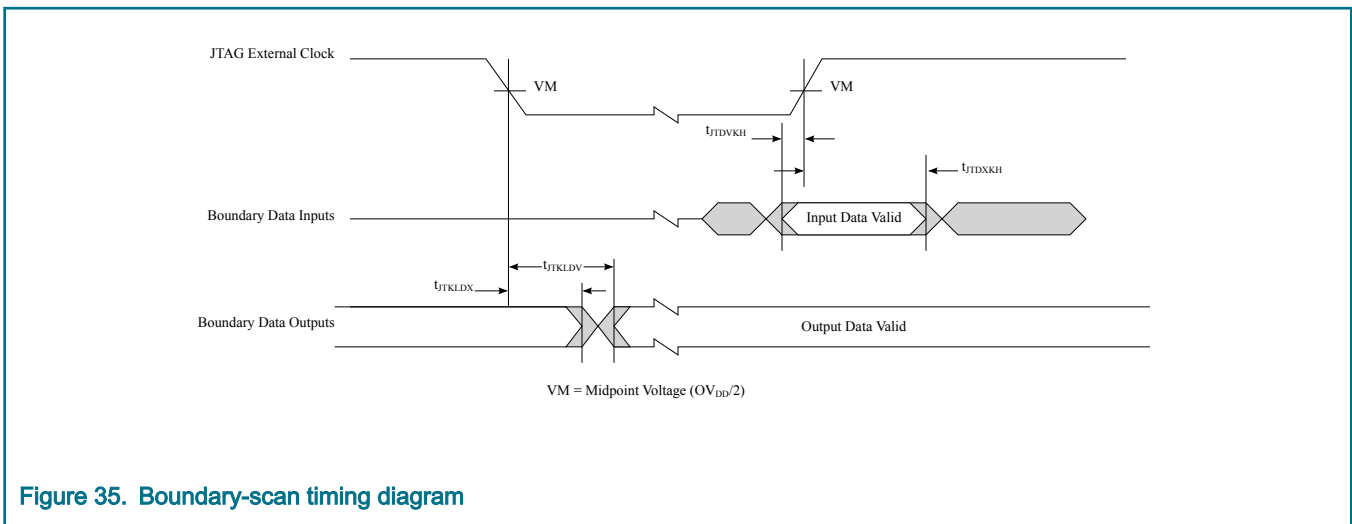 JTAG External Clock
VM
VM
tJTDVKH
tJTDXKH
Boundary Data Inputs
Input Data Valid
tJTKLDV
tJTKLDX
Boundary Data Outputs
Output Data Valid
VM = Midpoint Voltage (OVDD/2)
Figure 35. Boundary-scan timing diagram